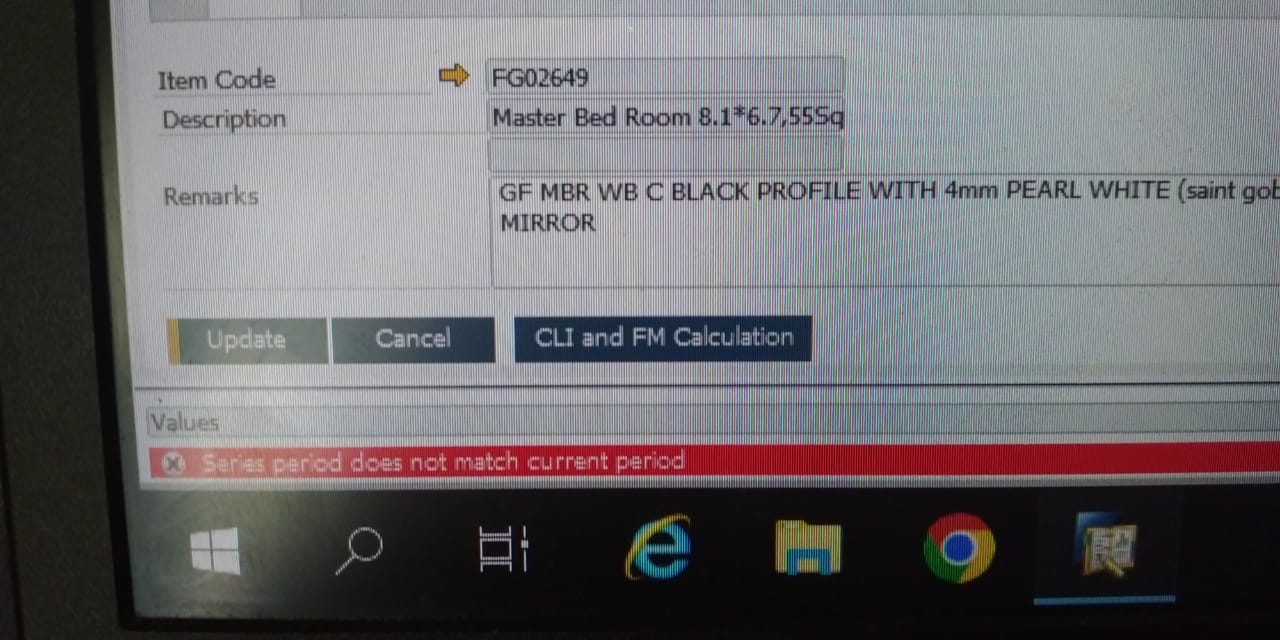 Item Code FG02649
Description Master Bed Room 8.1*6.7,55Sq
Remarks GF MBR WB C BLACK PROFILE WITH 4mm PEARL WHITE (saint gob
MIRROR
Update Cancel CLI and FM Calculation
Values
Series period does not match current period